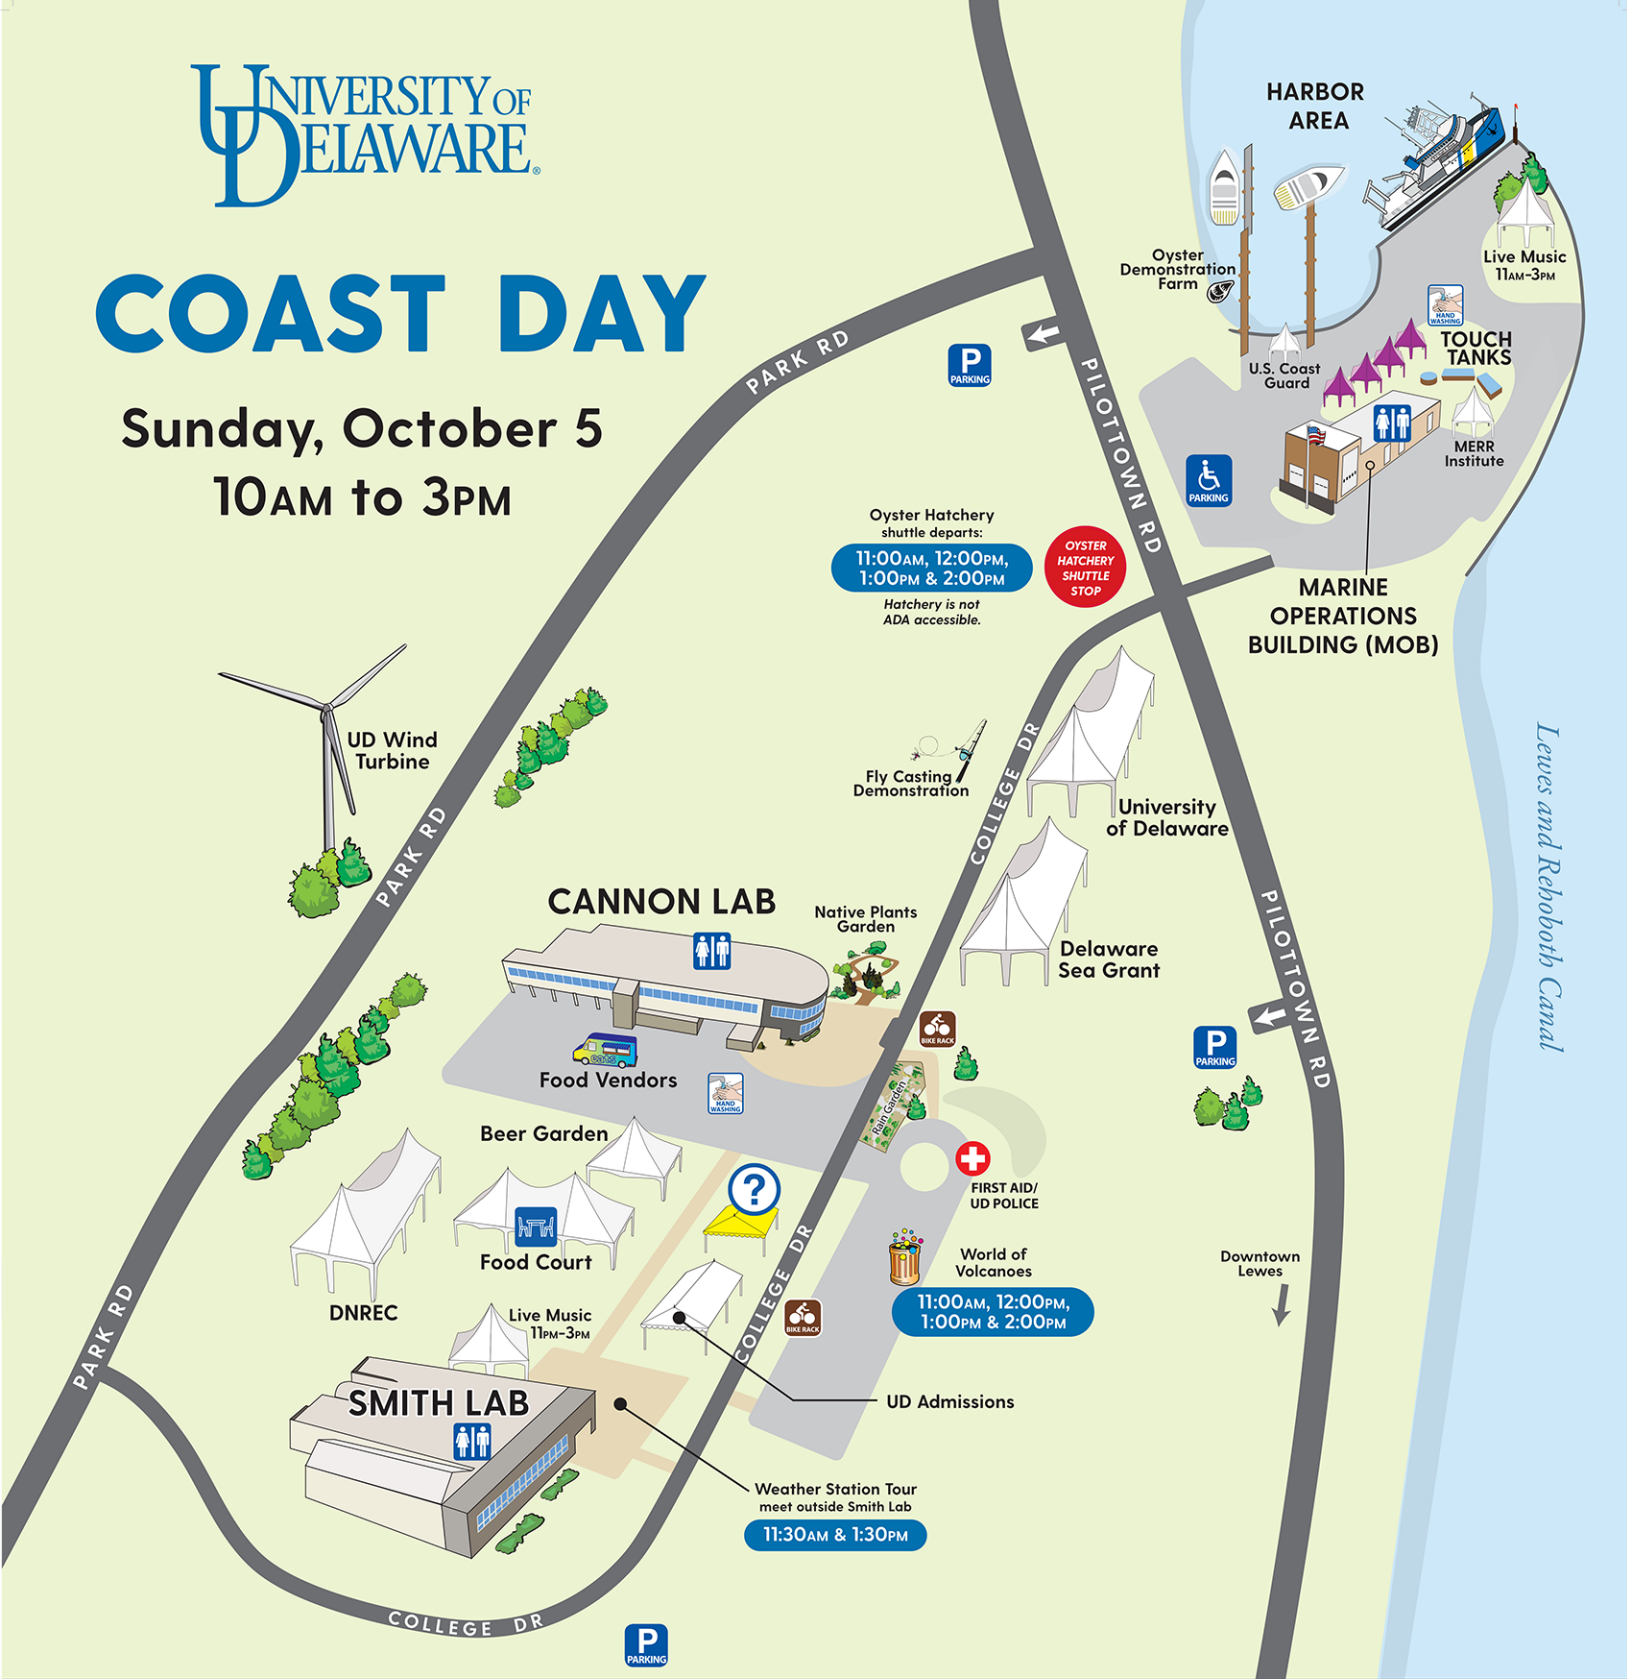 UNIVERSITY OF
DELAWARE®
COAST DAY
Sunday, October 5
10AM to 3PM
HARBOR
AREA
Live Music
11AM-3PM
Oyster
Demonstration
Farm
HAND
WASHING
TOUCH
TANKS
U.S. Coast
Guard
MERR
Institute
PARK RD
P
PARKING
PILOTTOWN RD
PARKING
Oyster Hatchery
shuttle departs:
11:00AM, 12:00PM,
1:00PM & 2:00PM
Hatchery is not
ADA accessible.
OYSTER
HATCHERY
SHUTTLE
STOP
MARINE
OPERATIONS
BUILDING (MOB)
UD Wind
Turbine
PARK RD
Fly Casting
Demonstration
COLLEGE DR
University
of Delaware
Lewes and Rehoboth Canal
CANNON LAB
Native Plants
Garden
Delaware
Sea Grant
PILOTTOWN RD
BIKE RACK
P
PARKING
eats
Food Vendors
HAND
WASHING
Rain Garden
Beer Garden
?
FIRST AID/
UD POLICE
Food Court
DNREC
COLLEGE DR
World of
Volcanoes
11:00AM, 12:00PM,
1:00PM & 2:00PM
Downtown
Lewes
Live Music
11PM-3PM
BIKE RACK
PARK RD
SMITH LAB
UD Admissions
Weather Station Tour
meet outside Smith Lab
11:30AM & 1:30PM
COLLEGE DR
P
PARKING